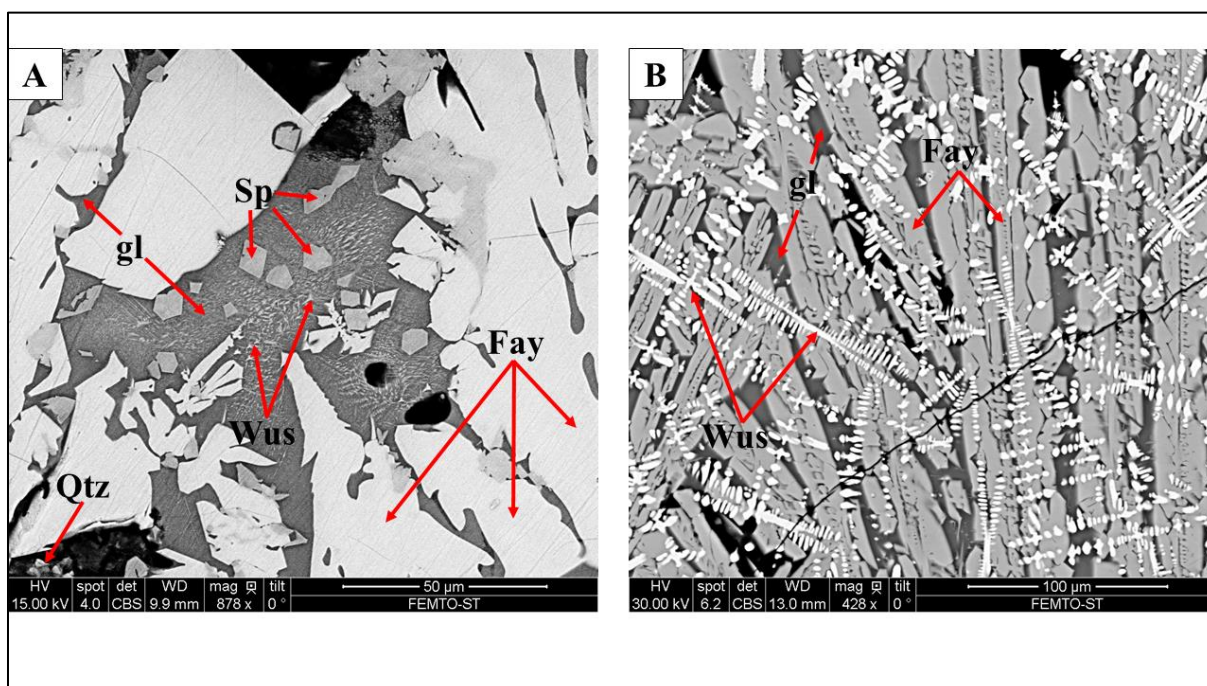 A
Sp
gl
Fay
Wus
Qtz
HV spot det WD mag tilt 50 µm
15.00 kV 4.0 CBS 9.9 mm 878 x 0 ° FEMTO-ST
B
Fay
gl
Wus
HV spot det WD mag tilt 100 µm
30.00 kV 6.2 CBS 13.0 mm 428 x 0 ° FEMTO-ST